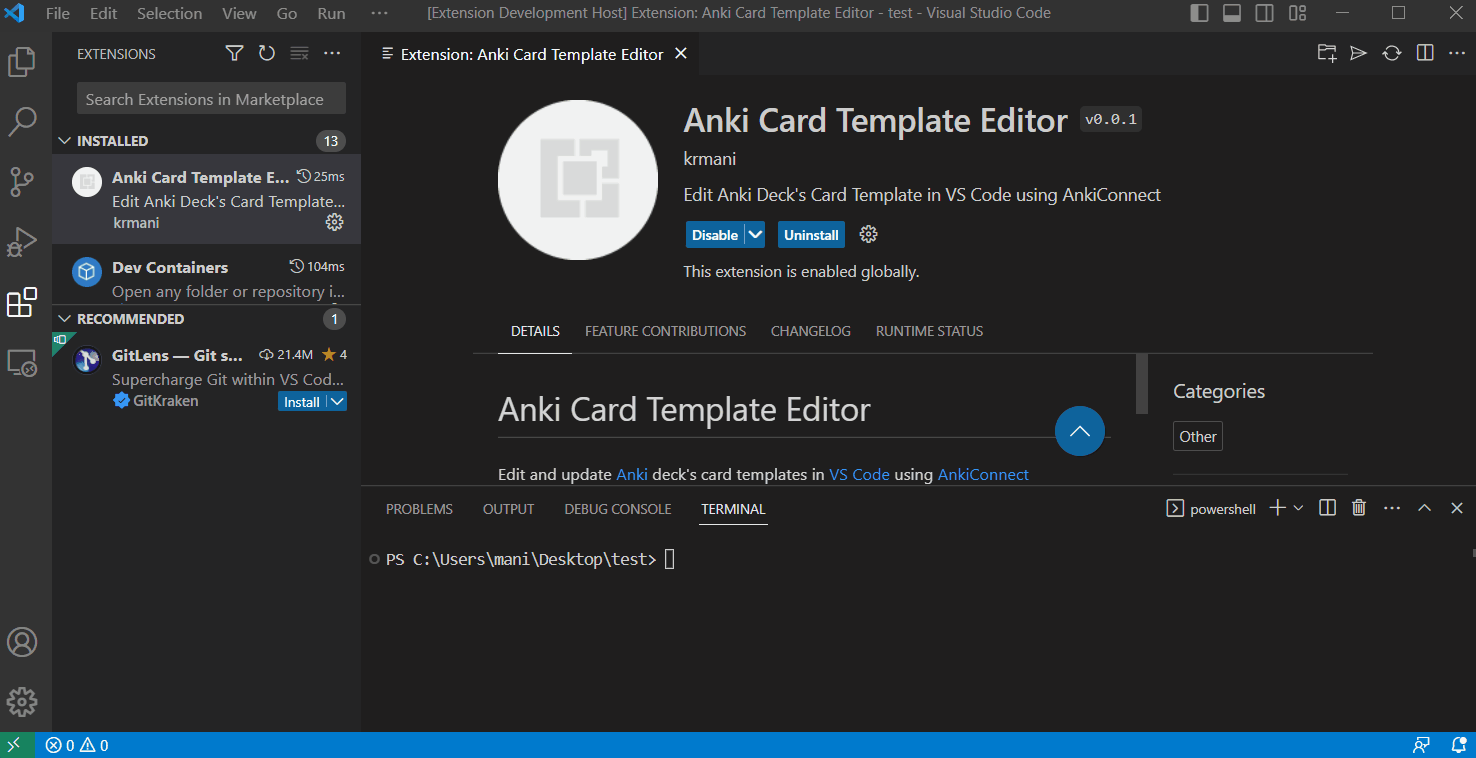 File Edit Selection View Go Run ··· [Extension Development Host] Extension: Anki Card Template Editor - test - Visual Studio Code
EXTENSIONS
Search Extensions in Marketplace
INSTALLED 13
Anki Card Template E... 25ms
Edit Anki Deck's Card Template...
krmani
Dev Containers 104ms
Open any folder or repository i...
RECOMMENDED 1
GitLens — Git s... 21.4M ★ 4
Supercharge Git within VS Cod...
GitKraken Install
Extension: Anki Card Template Editor
Anki Card Template Editor v0.0.1
krmani
Edit Anki Deck's Card Template in VS Code using AnkiConnect
Disable Uninstall
This extension is enabled globally.
DETAILS FEATURE CONTRIBUTIONS CHANGELOG RUNTIME STATUS
Anki Card Template Editor
Edit and update Anki deck's card templates in VS Code using AnkiConnect
Categories
Other
PROBLEMS OUTPUT DEBUG CONSOLE TERMINAL powershell
PS C:\Users\mani\Desktop\test>
0 0